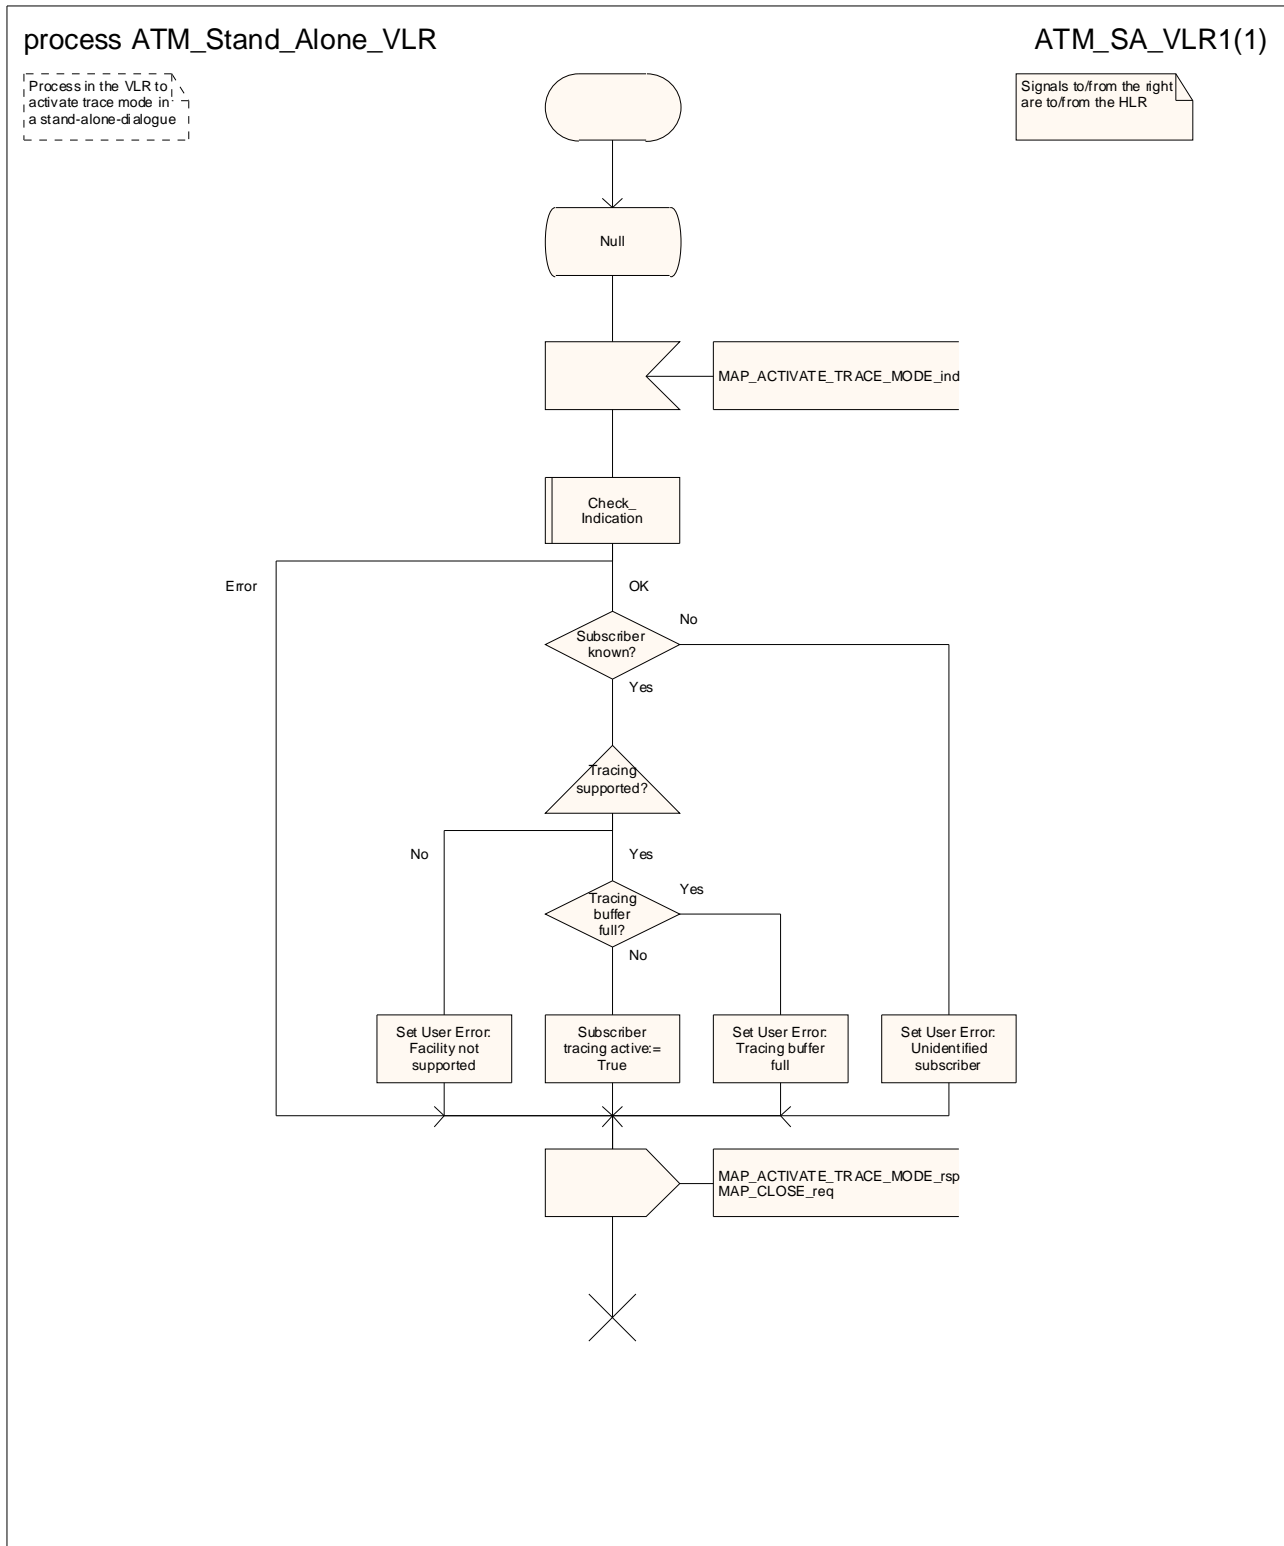 process ATM_Stand_Alone_VLR
ATM_SA_VLR1(1)
Process in the VLR to
activate trace mode in
a stand-alone-dialogue
Signals to/from the right
are to/from the HLR
Null
MAP_ACTIVATE_TRACE_MODE_ind
Check_
Indication
Error
OK
No
Subscriber
known?
Yes
Tracing
supported?
No
Yes
Yes
Tracing
buffer
full?
No
Set User Error:
Facility not
supported
Subscriber
tracing active:=
True
Set User Error:
Tracing buffer
full
Set User Error:
Unidentified
subscriber
MAP_ACTIVATE_TRACE_MODE_rsp
MAP_CLOSE_req